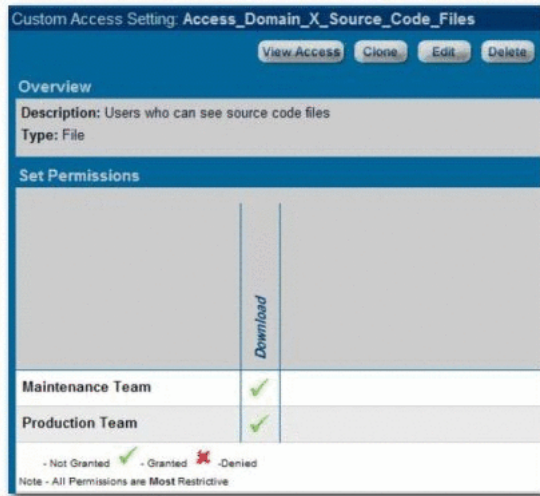 Custom Access Setting: Access_Domain_X_Source_Code_Files
View Access Clone Edit Delete
Overview
Description: Users who can see source code files
Type: File
Set Permissions
Download
Maintenance Team
Production Team
- Not Granted - Granted -Denied
Note - All Permissions are Most Restrictive